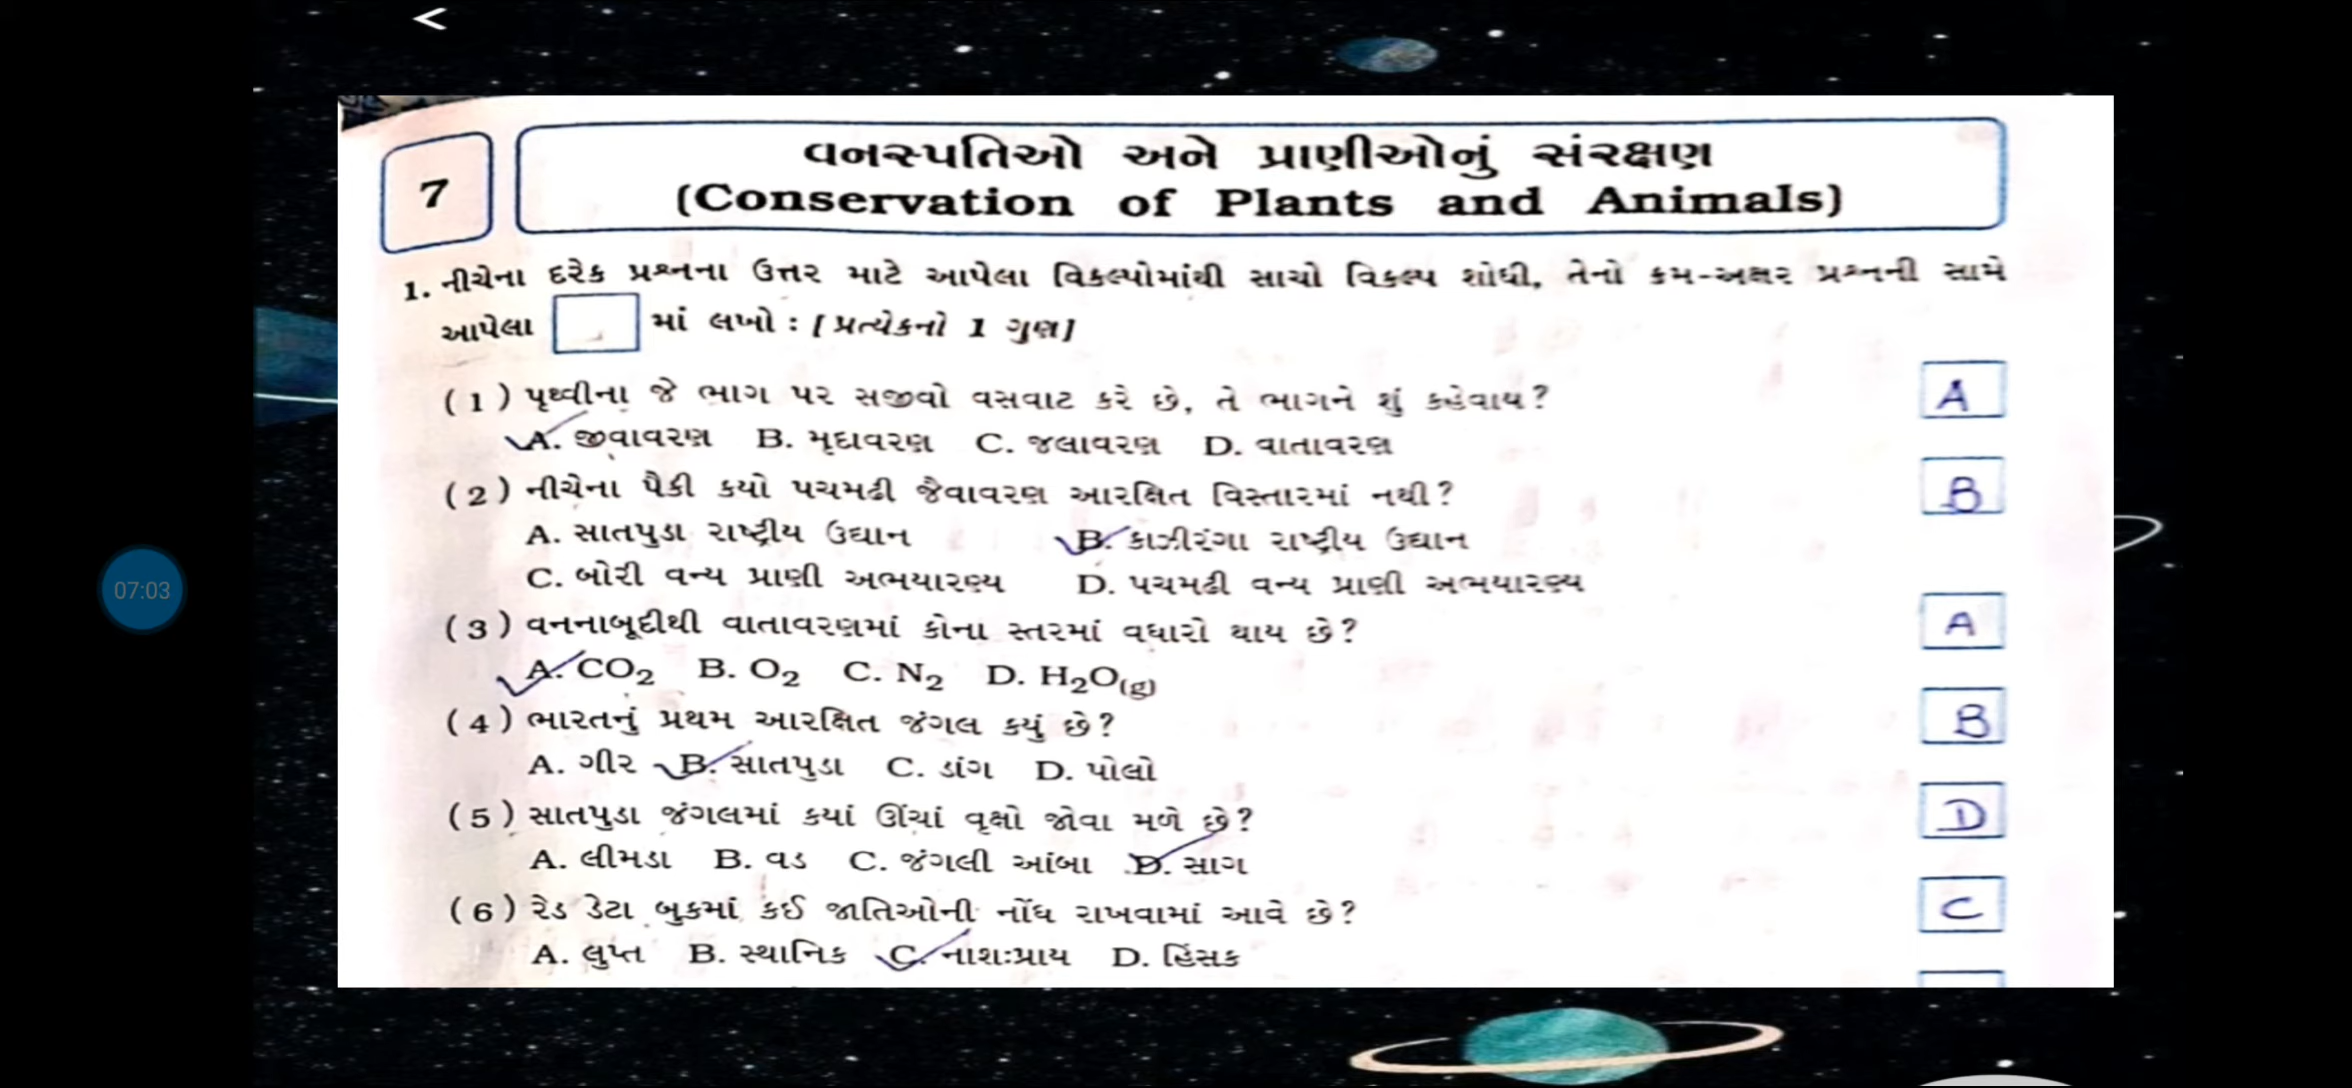 7
વનસ્પતિઓ અને પ્રાણીઓનું સંરક્ષણ
(Conservation of Plants and Animals)
1. નીચેના દરેક પ્રશ્નના ઉત્તર માટે આપેલા વિકલ્પોમાંથી સાચો વિકલ્પ શોધી, તેનો ક્રમ-અક્ષર પ્રશ્નની સામે
આપેલા માં લખો : [પ્રત્યેકનો 1 ગુણ]
(1) પૃથ્વીના જે ભાગ પર સજીવો વસવાટ કરે છે, તે ભાગને શું કહેવાય? A
A. જીવાવરણ B. મૃદાવરણ C. જલાવરણ D. વાતાવરણ
(2) નીચેના પૈકી કયો પચમઢી જૈવાવરણ આરક્ષિત વિસ્તારમાં નથી? B
A. સાતપુડા રાષ્ટ્રીય ઉદ્યાન B. કાઝીરંગા રાષ્ટ્રીય ઉદ્યાન
C. બોરી વન્ય પ્રાણી અભયારણ્ય D. પચમઢી વન્ય પ્રાણી અભયારણ્ય
(3) વનનાબૂદીથી વાતાવરણમાં કોના સ્તરમાં વધારો થાય છે? A
A. CO₂ B. O₂ C. N₂ D. H₂O(g)
(4) ભારતનું પ્રથમ આરક્ષિત જંગલ કયું છે? B
A. ગીર B. સાતપુડા C. ડાંગ D. પોલો
(5) સાતપુડા જંગલમાં કયાં ઊંચાં વૃક્ષો જોવા મળે છે? D
A. લીમડા B. વડ C. જંગલી આંબા D. સાગ
(6) રેડ ડેટા બુકમાં કઈ જાતિઓની નોંધ રાખવામાં આવે છે? C
A. લુપ્ત B. સ્થાનિક C. નાશઃપ્રાય D. હિંસક
07:03